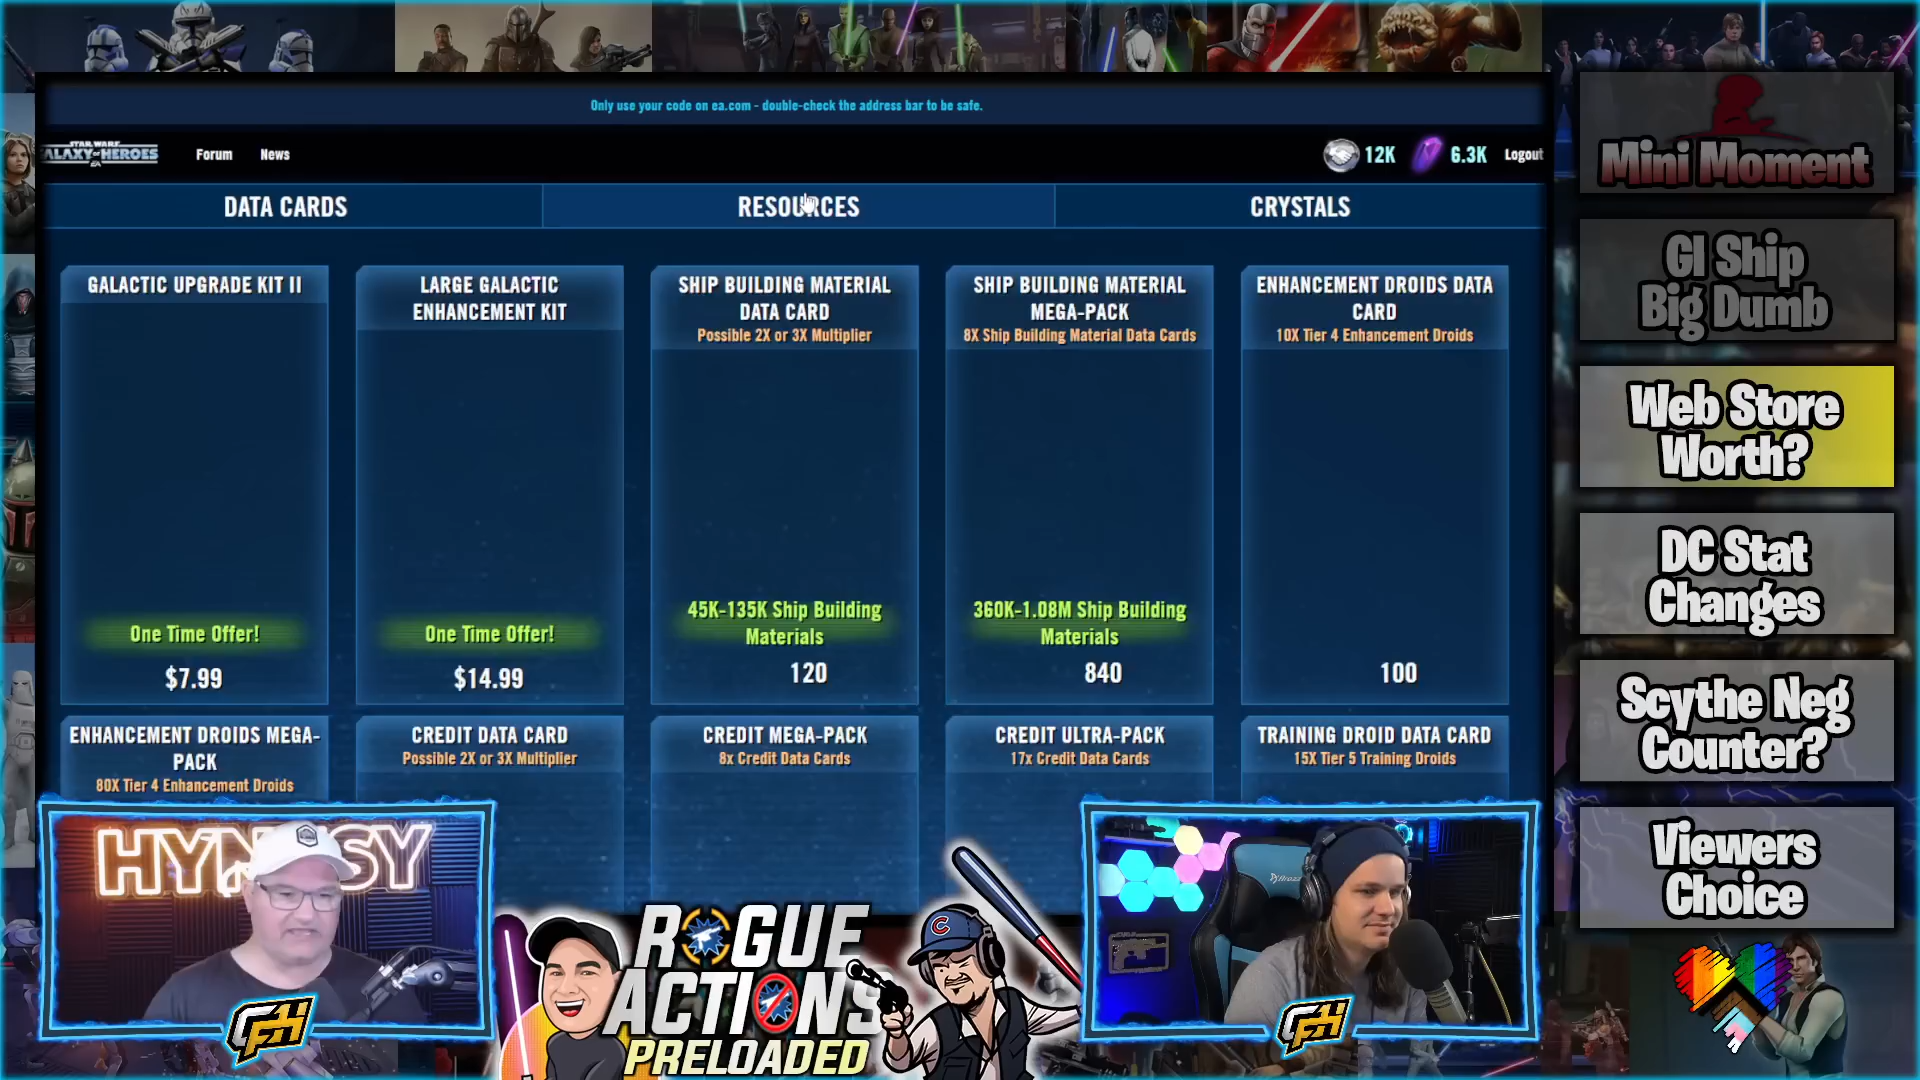 Only use your code on ea.com - double-check the address bar to be safe.
STAR WARS
GALAXY OF HEROES
Forum
News
12K
6.3K
Logout
DATA CARDS
RESOURCES
CRYSTALS
GALACTIC UPGRADE KIT II
One Time Offer!
$7.99
LARGE GALACTIC
ENHANCEMENT KIT
One Time Offer!
$14.99
SHIP BUILDING MATERIAL
DATA CARD
Possible 2X or 3X Multiplier
45K-135K Ship Building
Materials
120
SHIP BUILDING MATERIAL
MEGA-PACK
8X Ship Building Material Data Cards
360K-1.08M Ship Building
Materials
840
ENHANCEMENT DROIDS DATA
CARD
10X Tier 4 Enhancement Droids
100
ENHANCEMENT DROIDS MEGA-
PACK
80X Tier 4 Enhancement Droids
CREDIT DATA CARD
Possible 2X or 3X Multiplier
CREDIT MEGA-PACK
8x Credit Data Cards
CREDIT ULTRA-PACK
17x Credit Data Cards
TRAINING DROID DATA CARD
15X Tier 5 Training Droids
Mini Moment
GI Ship
Big Dumb
Web Store
Worth?
DC Stat
Changes
Scythe Neg
Counter?
Viewers
Choice
ROGUE
ACTIONS
PRELOADED
C
GFH
GFH